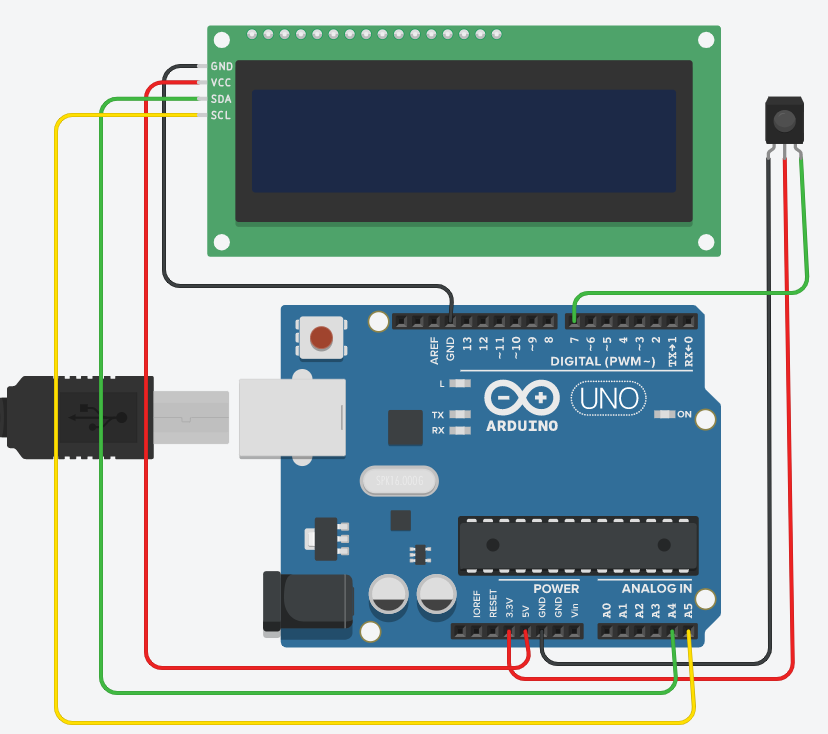 GND
VCC
SDA
SCL
AREF
GND
13
12
~11
~10
~9
8
7
~6
~5
4
~3
2
TX→1
RX←0
DIGITAL (PWM~)
L
TX
RX
ARDUINO
UNO
ON
POWER
ANALOG IN
IOREF
RESET
3.3V
5V
GND
GND
Vin
A0
A1
A2
A3
A4
A5